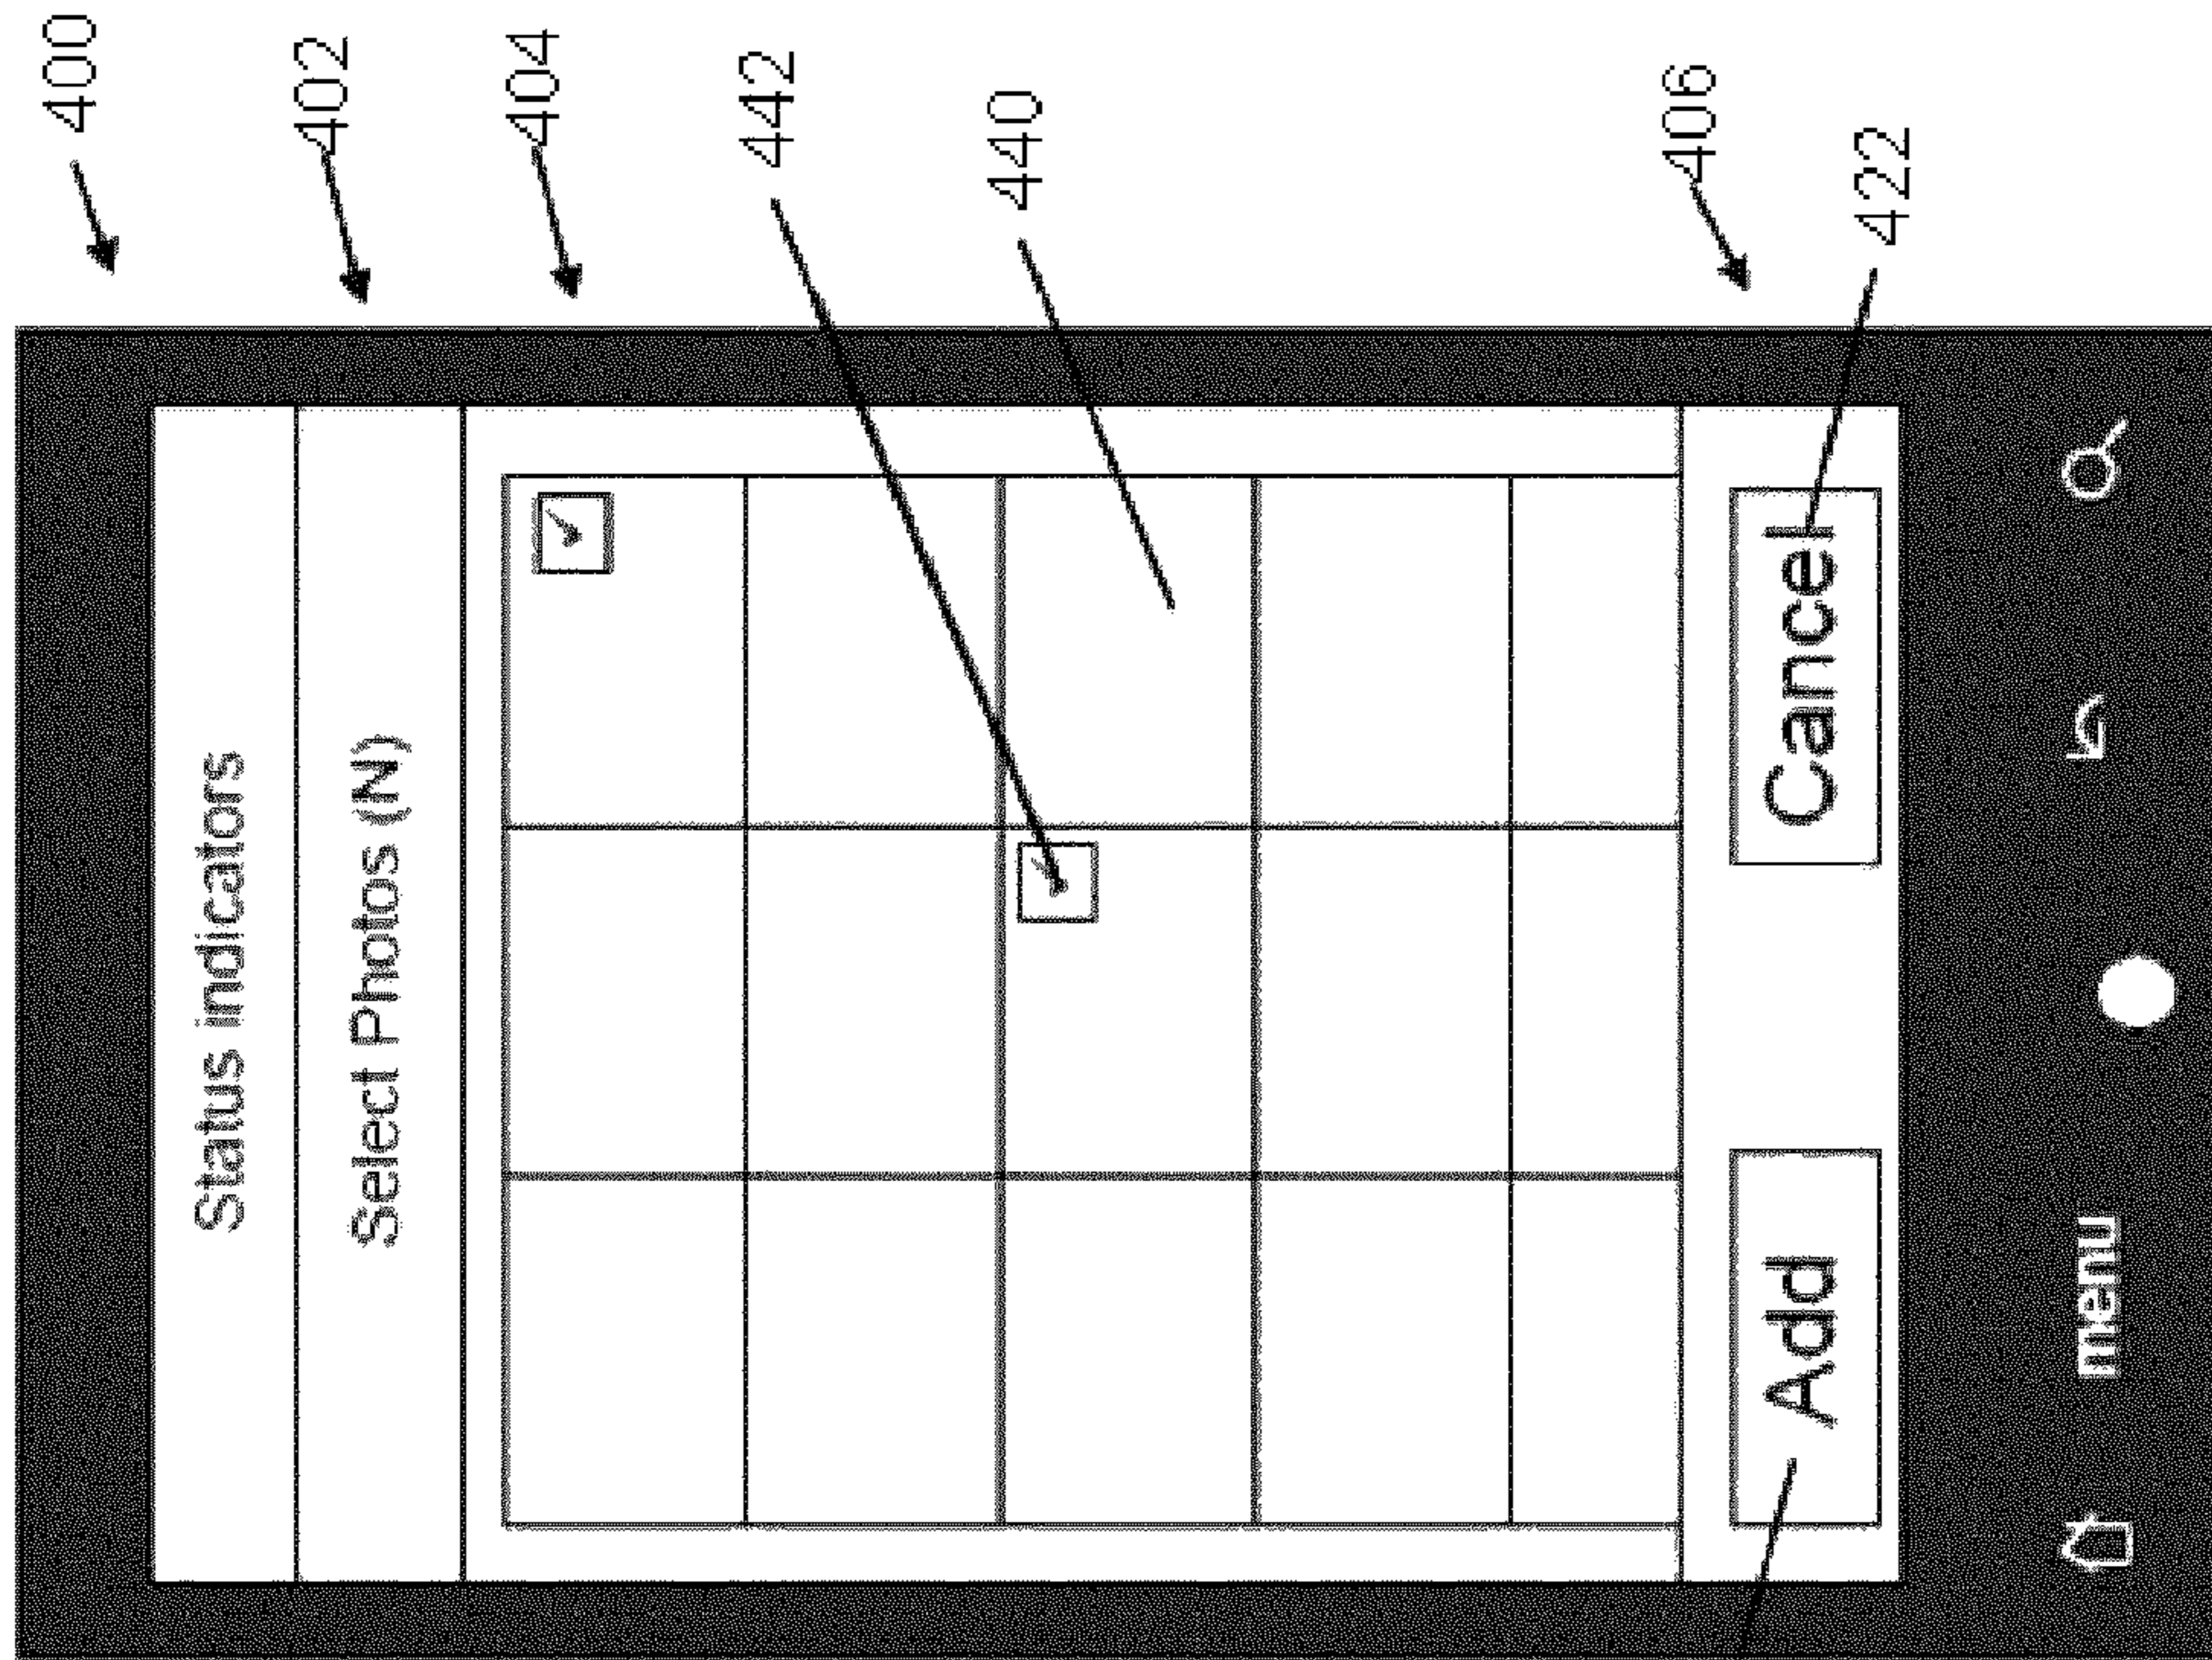 400
Status indicators
402
Select Photos (N)
404
442
440
406
Add
Cancel
422
menu